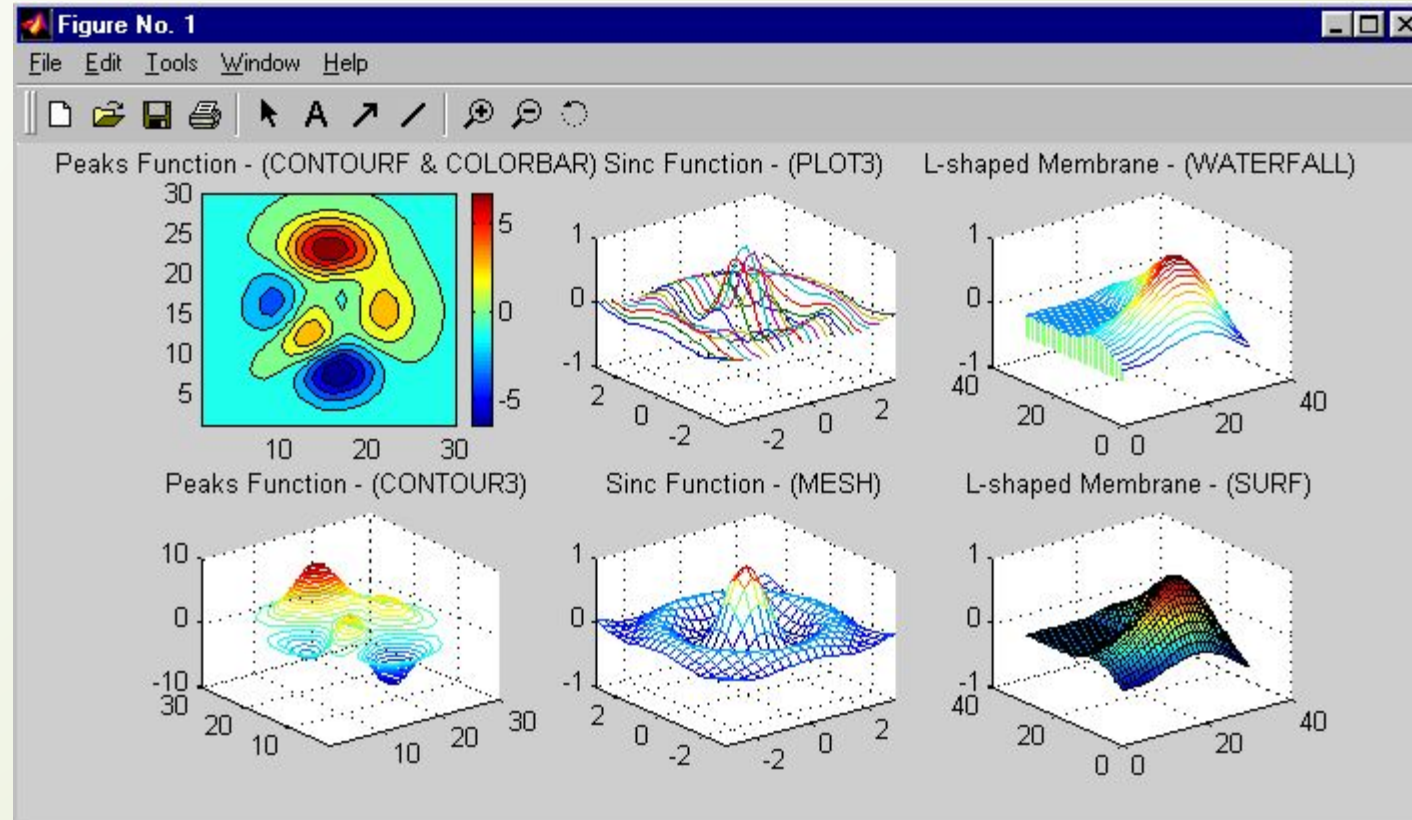 Figure No. 1
File Edit Tools Window Help
A
Peaks Function - (CONTOURF & COLORBAR)
30
25
20
15
10
5
10 20 30
5
0
-5
Sinc Function - (PLOT3)
1
0
-1
2 0 -2
-2 0 2
L-shaped Membrane - (WATERFALL)
1
0
-1
40 20 0
0 20 40
Peaks Function - (CONTOUR3)
10
0
-10
30 20 10
10 20 30
Sinc Function - (MESH)
1
0
-1
2 0 -2
-2 0 2
L-shaped Membrane - (SURF)
1
0
-1
40 20 0
0 20 40